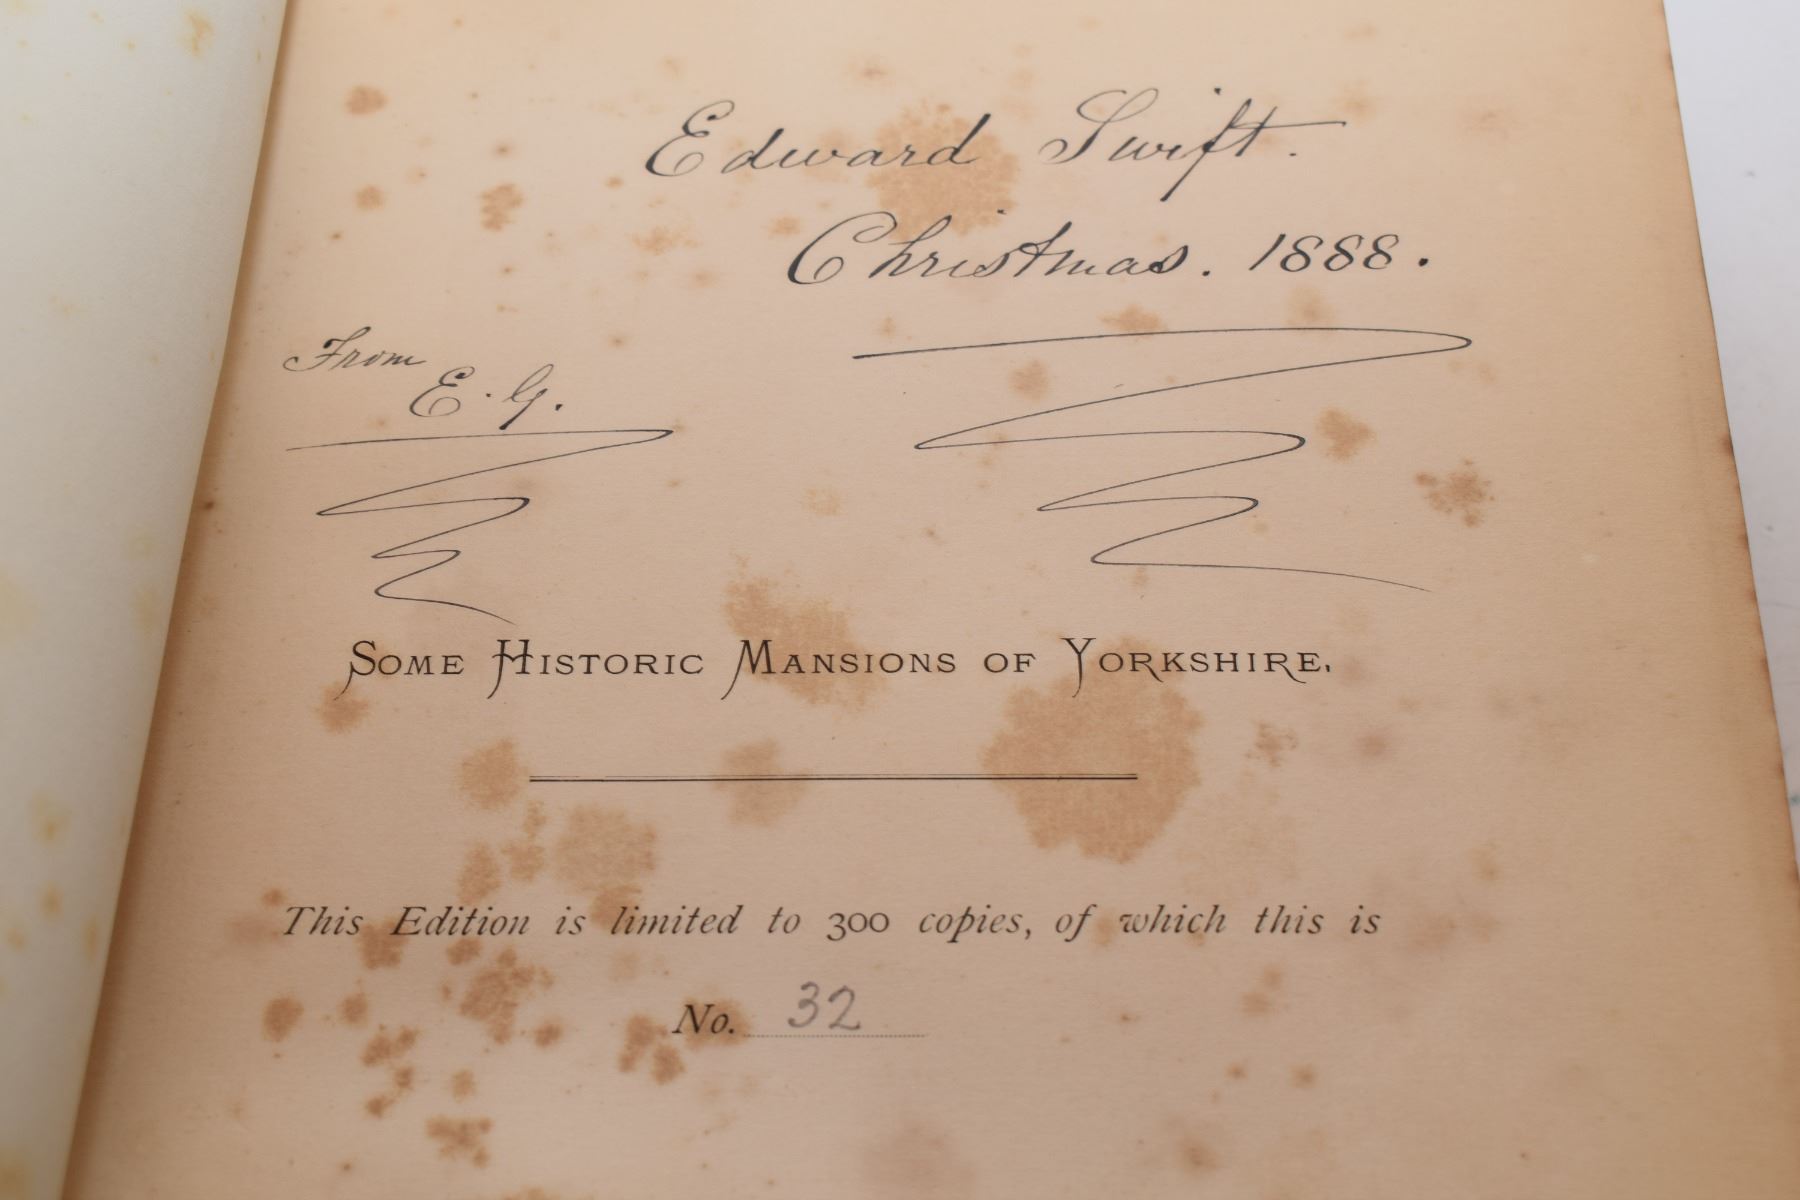 Edward Swift.
Christmas. 1888.
From
E. G.
Some Historic Mansions of Yorkshire.
This Edition is limited to 300 copies, of which this is
No. 32